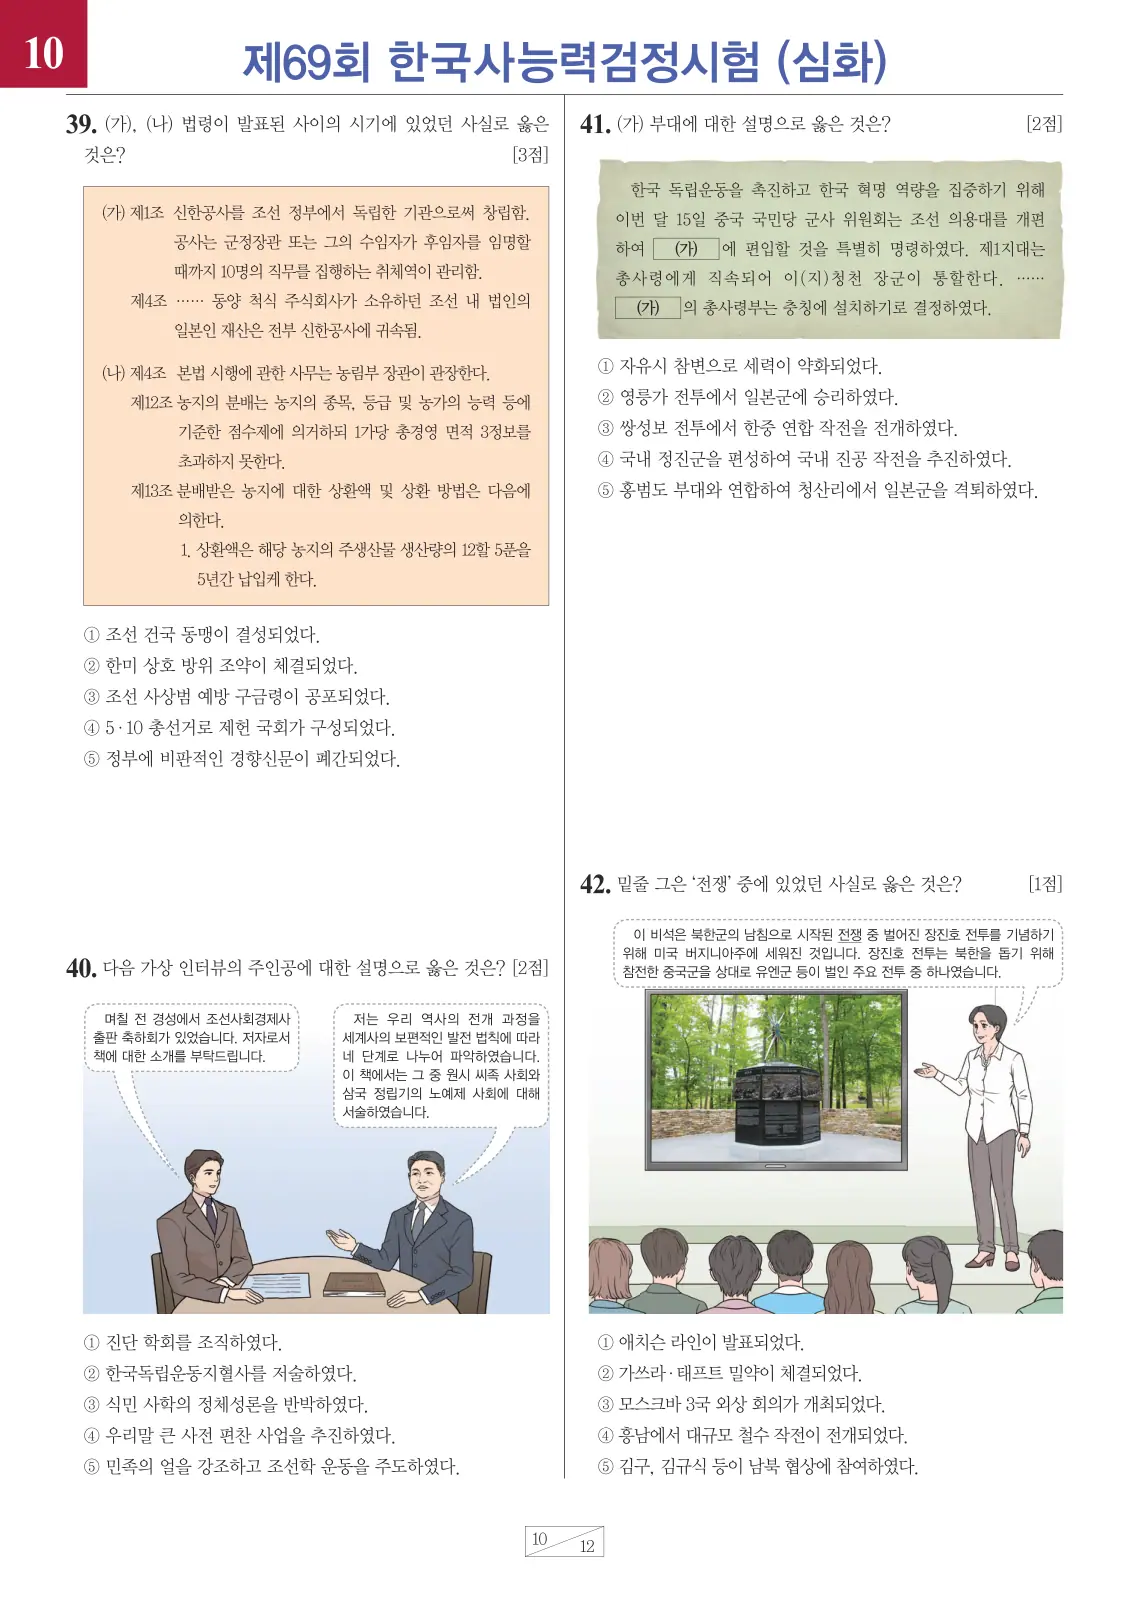 10
제69회 한국사능력검정시험 (심화)
39. (가), (나) 법령이 발표된 사이의 시기에 있었던 사실로 옳은
것은? [3점]
(가) 제1조 신한공사를 조선 정부에서 독립한 기관으로써 창립함.
공사는 군정장관 또는 그의 수임자가 후임자를 임명할
때까지 10명의 직무를 집행하는 취체역이 관리함.
제4조 …… 동양 척식 주식회사가 소유하던 조선 내 법인의
일본인 재산은 전부 신한공사에 귀속됨.
(나) 제4조 본법 시행에 관한 사무는 농림부 장관이 관장한다.
제12조 농지의 분배는 농지의 종목, 등급 및 농가의 능력 등에
기준한 점수제에 의거하되 1가당 총경영 면적 3정보를
초과하지 못한다.
제13조 분배받은 농지에 대한 상환액 및 상환 방법은 다음에
의한다.
1. 상환액은 해당 농지의 주생산물 생산량의 12할 5푼을
5년간 납입케 한다.
① 조선 건국 동맹이 결성되었다.
② 한미 상호 방위 조약이 체결되었다.
③ 조선 사상범 예방 구금령이 공포되었다.
④ 5·10 총선거로 제헌 국회가 구성되었다.
⑤ 정부에 비판적인 경향신문이 폐간되었다.
40. 다음 가상 인터뷰의 주인공에 대한 설명으로 옳은 것은? [2점]
며칠 전 경성에서 조선사회경제사
출판 축하회가 있었습니다. 저자로서
책에 대한 소개를 부탁드립니다.
저는 우리 역사의 전개 과정을
세계사의 보편적인 발전 법칙에 따라
네 단계로 나누어 파악하였습니다.
이 책에서는 그 중 원시 씨족 사회와
삼국 정립기의 노예제 사회에 대해
서술하였습니다.
① 진단 학회를 조직하였다.
② 한국독립운동지혈사를 저술하였다.
③ 식민 사학의 정체성론을 반박하였다.
④ 우리말 큰 사전 편찬 사업을 추진하였다.
⑤ 민족의 얼을 강조하고 조선학 운동을 주도하였다.
41. (가) 부대에 대한 설명으로 옳은 것은? [2점]
한국 독립운동을 촉진하고 한국 혁명 역량을 집중하기 위해
이번 달 15일 중국 국민당 군사 위원회는 조선 의용대를 개편
하여 (가) 에 편입할 것을 특별히 명령하였다. 제1지대는
총사령에게 직속되어 이(지)청천 장군이 통할한다. ……
(가) 의 총사령부는 충칭에 설치하기로 결정하였다.
① 자유시 참변으로 세력이 약화되었다.
② 영릉가 전투에서 일본군에 승리하였다.
③ 쌍성보 전투에서 한중 연합 작전을 전개하였다.
④ 국내 정진군을 편성하여 국내 진공 작전을 추진하였다.
⑤ 홍범도 부대와 연합하여 청산리에서 일본군을 격퇴하였다.
42. 밑줄 그은 ‘전쟁’ 중에 있었던 사실로 옳은 것은? [1점]
이 비석은 북한군의 남침으로 시작된 전쟁 중 벌어진 장진호 전투를 기념하기
위해 미국 버지니아주에 세워진 것입니다. 장진호 전투는 북한을 돕기 위해
참전한 중국군을 상대로 유엔군 등이 벌인 주요 전투 중 하나였습니다.
① 애치슨 라인이 발표되었다.
② 가쓰라·태프트 밀약이 체결되었다.
③ 모스크바 3국 외상 회의가 개최되었다.
④ 흥남에서 대규모 철수 작전이 전개되었다.
⑤ 김구, 김규식 등이 남북 협상에 참여하였다.
10
12